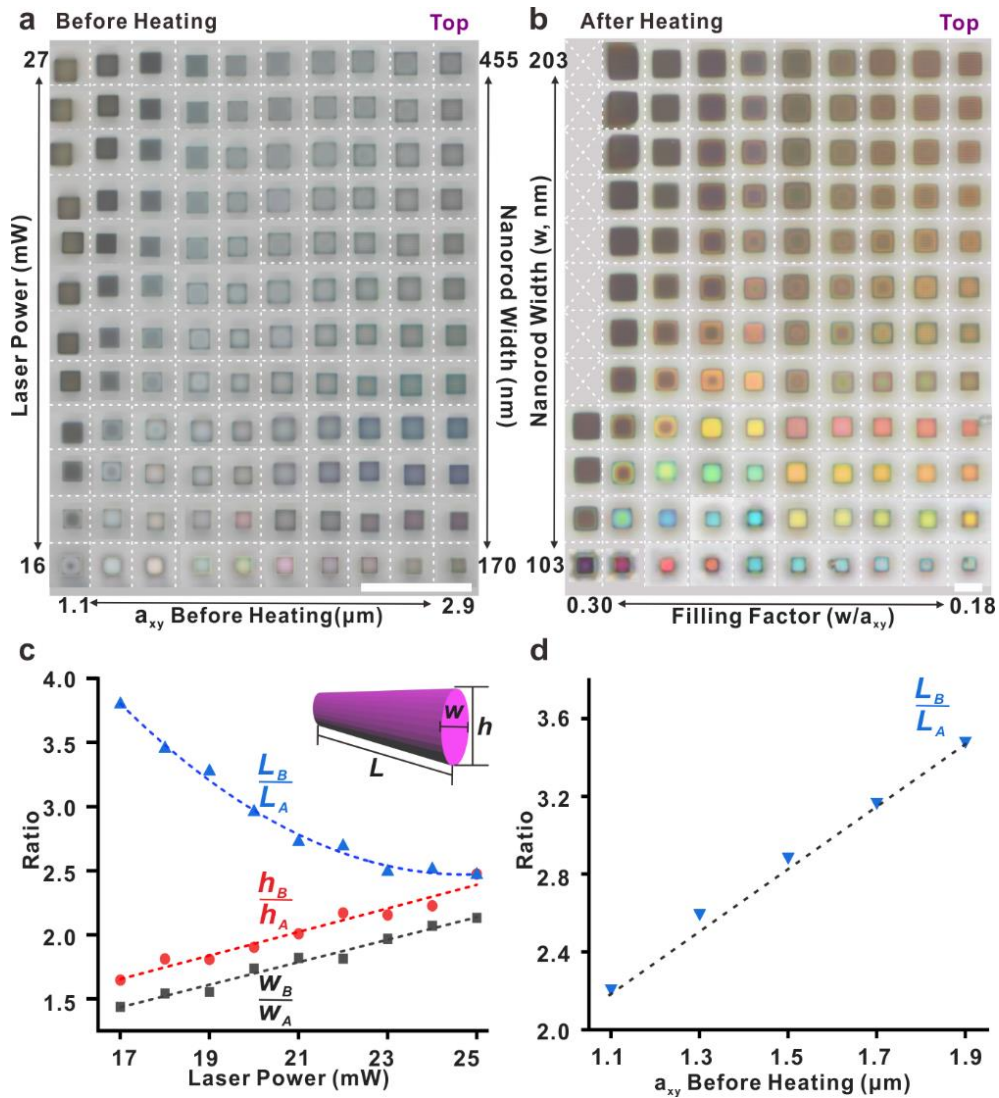 a Before Heating Top
27
455
Laser Power (mW)
Nanorod Width (nm)
16
170
1.1 a_xy Before Heating(μm) 2.9
b After Heating Top
203
Nanorod Width (w, nm)
103
0.30 Filling Factor (w/a_xy) 0.18
c
4.0
3.5
3.0
2.5
2.0
1.5
Ratio
L_B
L_A
h_B
h_A
w_B
w_A
w
h
L
17 19 21 23 25
Laser Power (mW)
d
3.6
3.2
2.8
2.4
2.0
Ratio
L_B
L_A
1.1 1.3 1.5 1.7 1.9
a_xy Before Heating (μm)